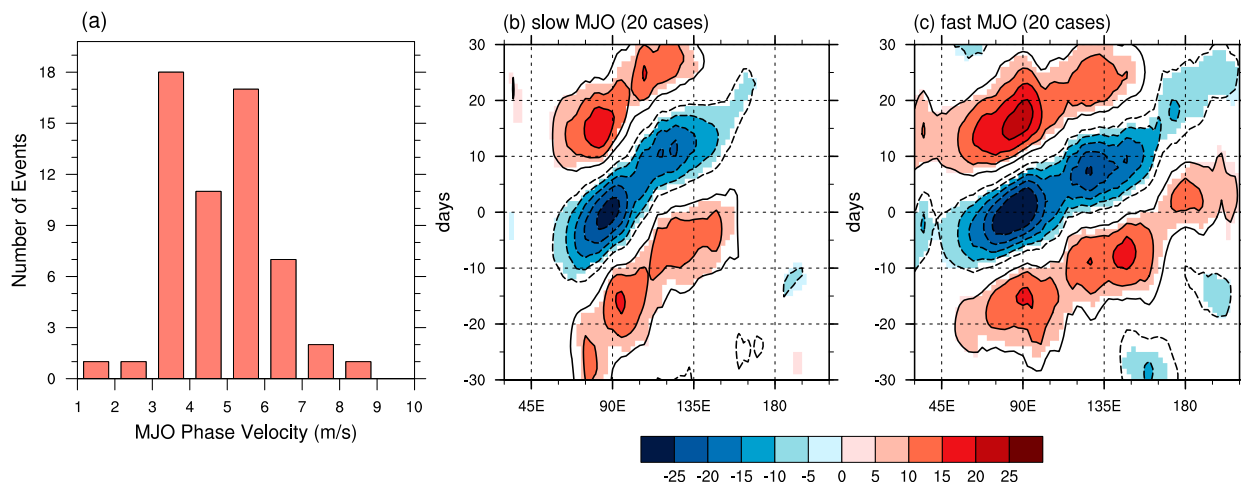 (a)
Number of Events
18
15
12
9
6
3
0
1 2 3 4 5 6 7 8 9 10
MJO Phase Velocity (m/s)
(b) slow MJO (20 cases)
days
30
20
10
0
-10
-20
-30
45E 90E 135E 180
(c) fast MJO (20 cases)
days
30
20
10
0
-10
-20
-30
45E 90E 135E 180
-25 -20 -15 -10 -5 0 5 10 15 20 25